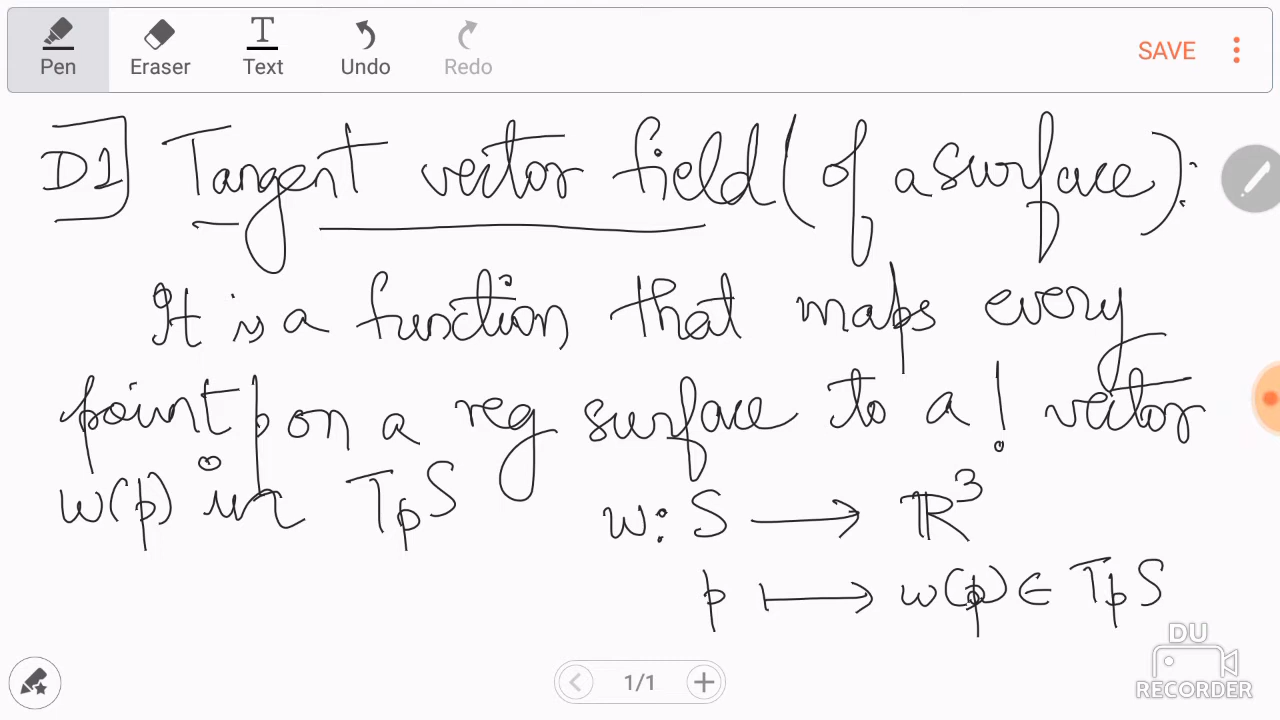 Pen Eraser Text Undo Redo SAVE
D1 Tangent vector field (of a surface):
It is a function that maps every
point p on a reg surface to a ! vector
w(p) in TpS
w: S → ℝ³
p ⟼ w(p) ∈ TpS
1/1
DU
RECORDER